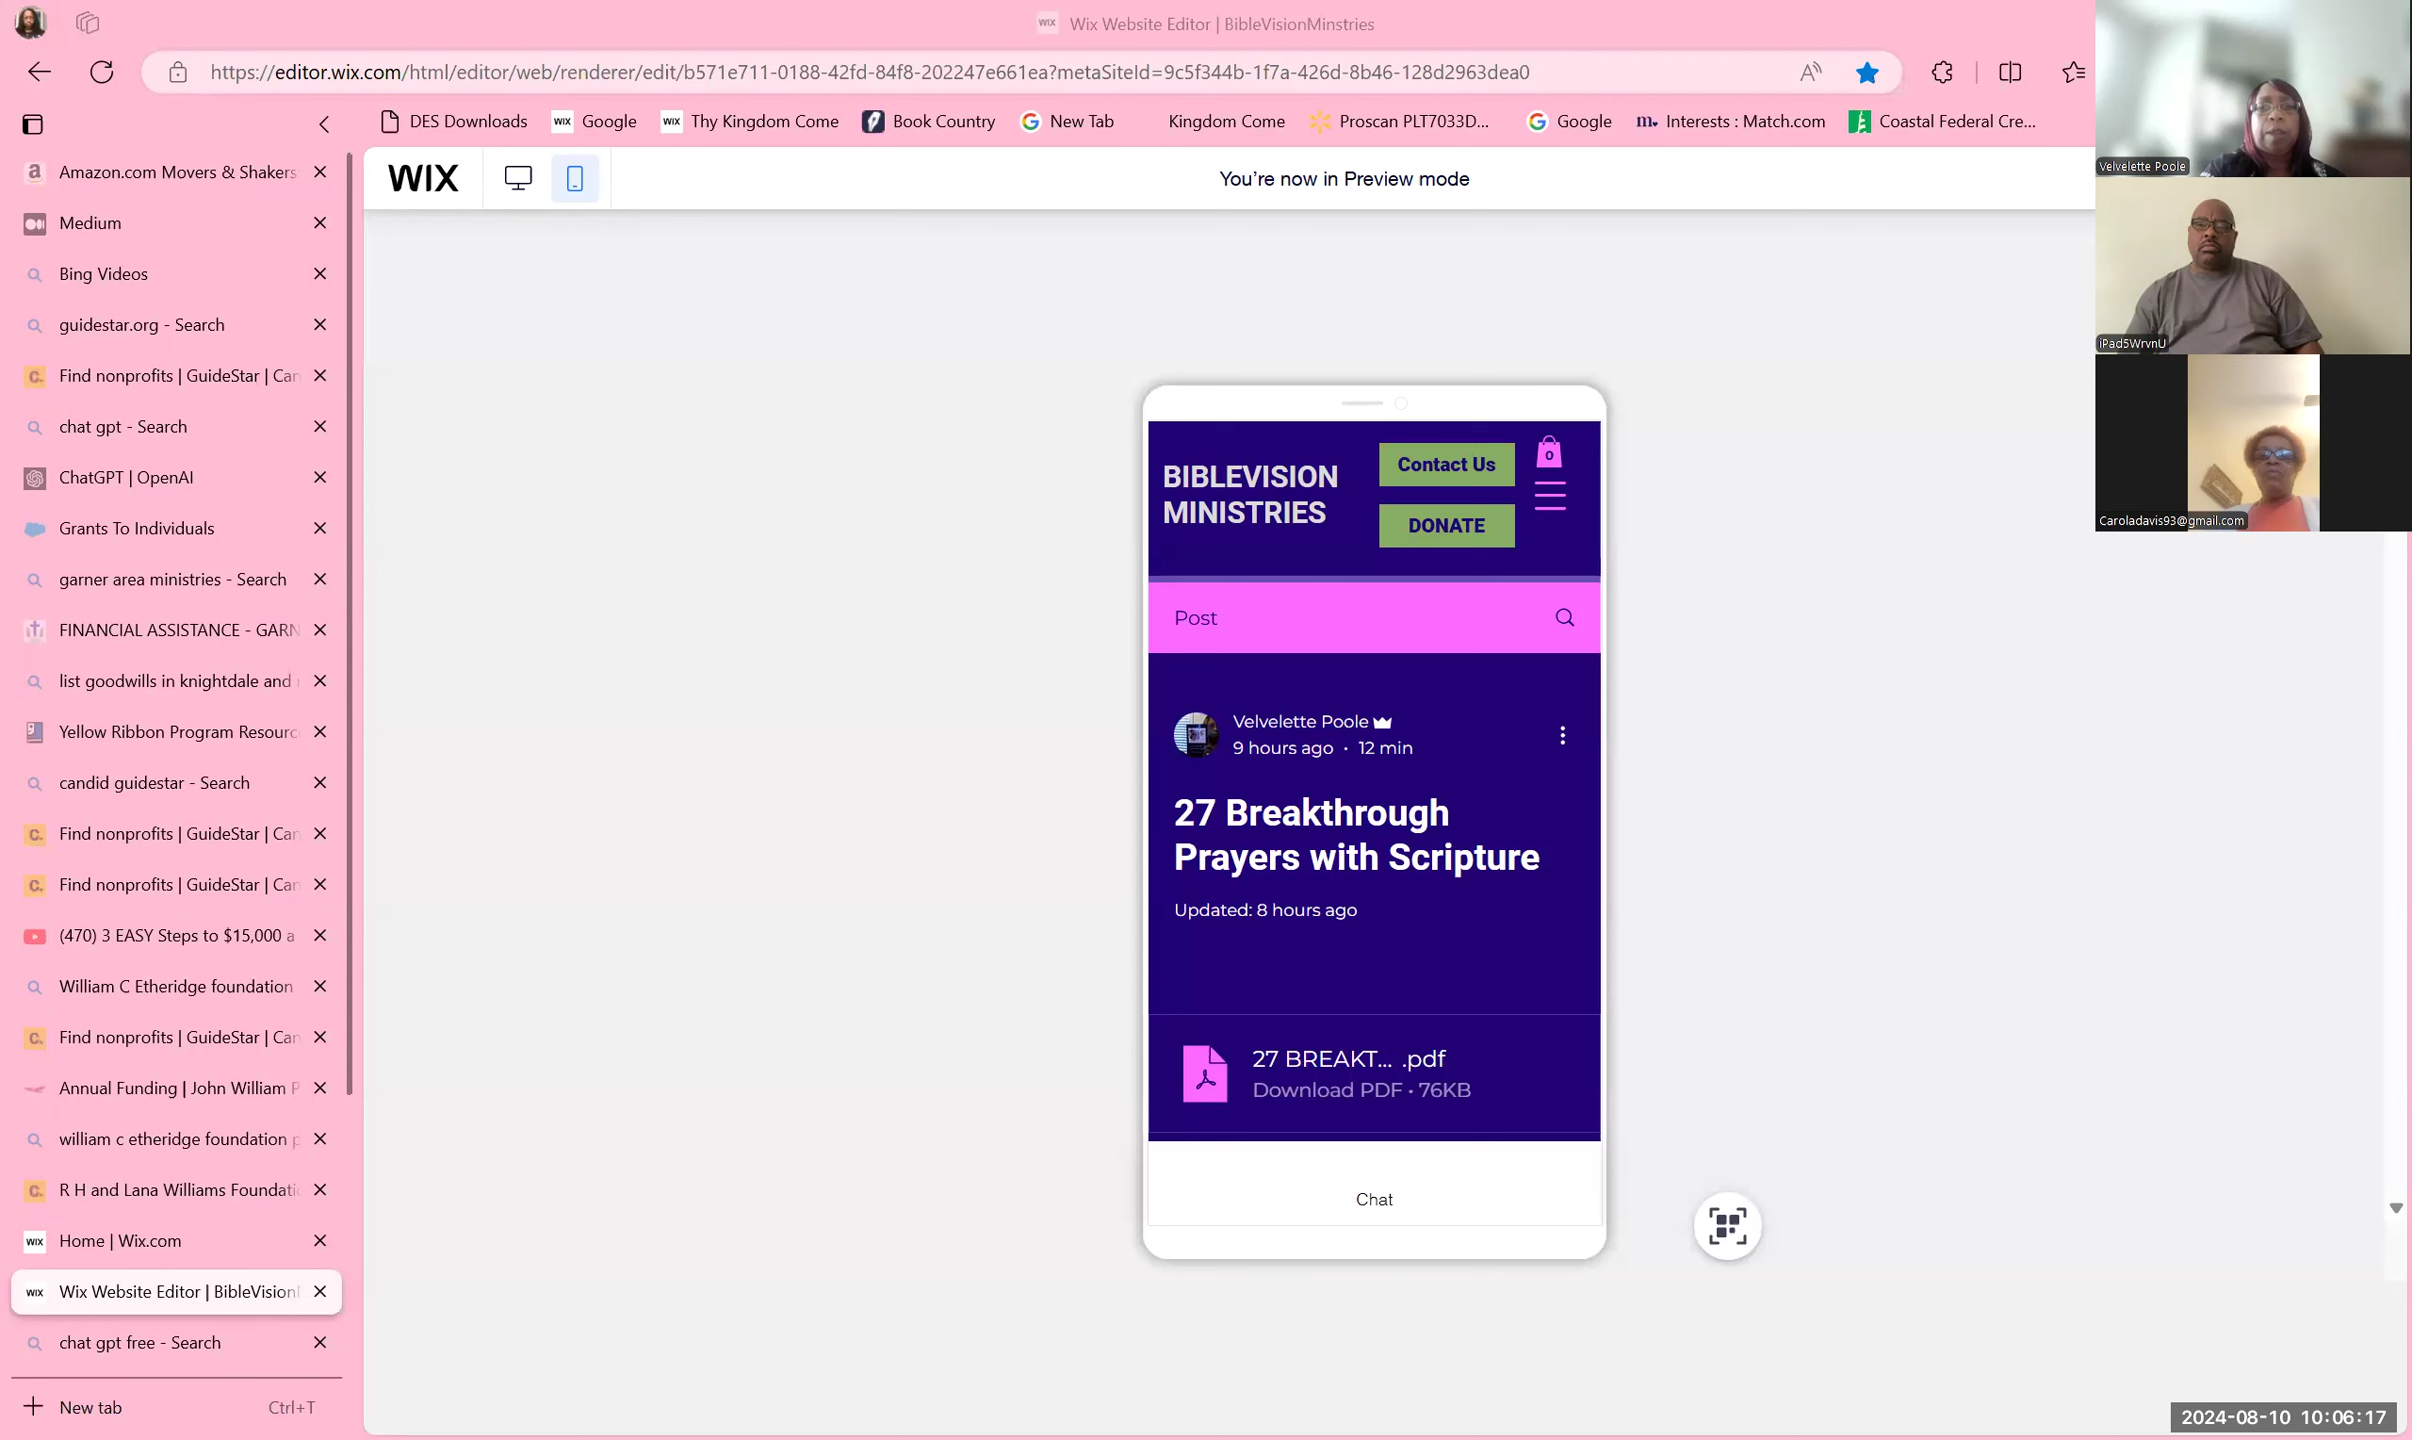 Wix Website Editor | BibleVisionMinstries
https://editor.wix.com/html/editor/web/renderer/edit/b571e711-0188-42fd-84f8-202247e661ea?metaSiteId=9c5f344b-1f7a-426d-8b46-128d2963dea0
DES Downloads
WIX Google
WIX Thy Kingdom Come
Book Country
New Tab
Kingdom Come
Proscan PLT7033D...
Google
m. Interests : Match.com
Coastal Federal Cre...
Amazon.com Movers & Shakers
Medium
Bing Videos
guidestar.org - Search
Find nonprofits | GuideStar | Can
chat gpt - Search
ChatGPT | OpenAI
Grants To Individuals
garner area ministries - Search
FINANCIAL ASSISTANCE - GARN
list goodwills in knightdale and
Yellow Ribbon Program Resourc
candid guidestar - Search
Find nonprofits | GuideStar | Can
Find nonprofits | GuideStar | Can
(470) 3 EASY Steps to $15,000 a
William C Etheridge foundation
Find nonprofits | GuideStar | Can
Annual Funding | John William P
william c etheridge foundation p
R H and Lana Williams Foundati
WIX Home | Wix.com
WIX Wix Website Editor | BibleVision
chat gpt free - Search
New tab Ctrl+T
WIX
You're now in Preview mode
BIBLEVISION
MINISTRIES
Contact Us
DONATE
0
Post
Velvelette Poole
9 hours ago · 12 min
27 Breakthrough
Prayers with Scripture
Updated: 8 hours ago
27 BREAKT... .pdf
Download PDF • 76KB
Chat
Velvelette Poole
iPad5WrvnU
Caroladavis93@gmail.com
2024-08-10 10:06:17